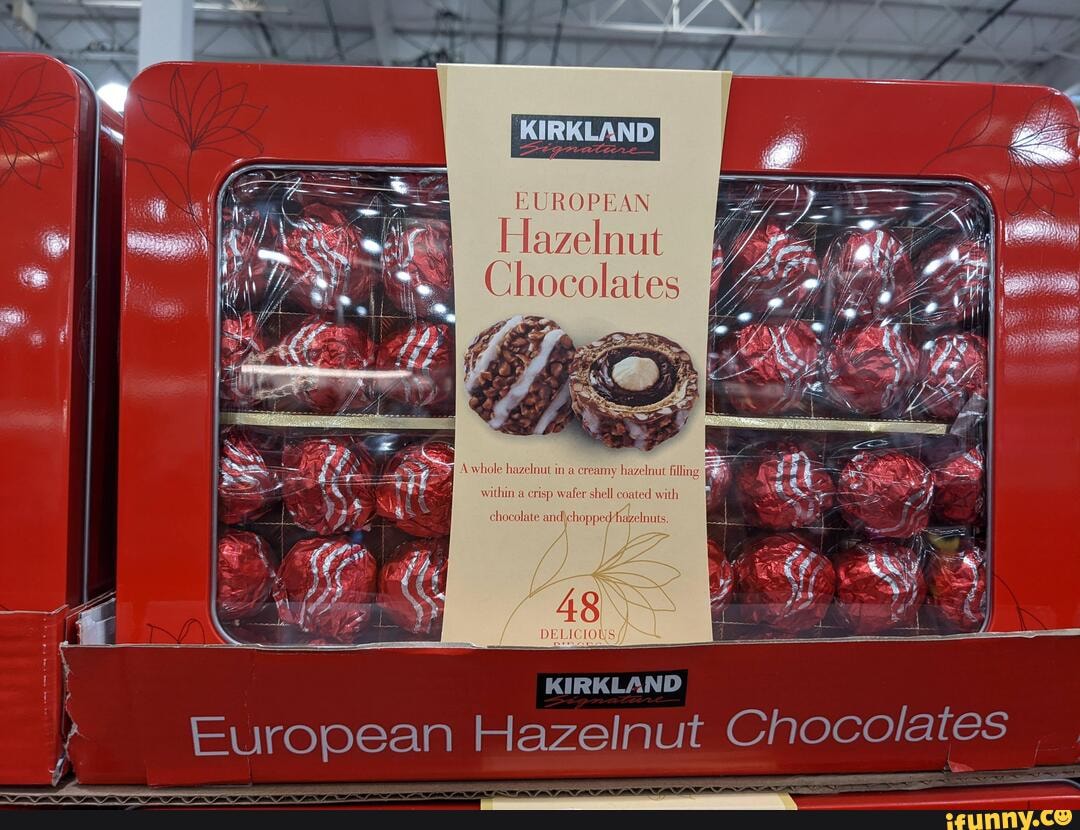 KIRKLAND
Signature
EUROPEAN
Hazelnut
Chocolates
A whole hazelnut in a creamy hazelnut filling
within a crisp wafer shell coated with
chocolate and chopped hazelnuts.
48
DELICIOUS
PIECES
KIRKLAND
Signature
European Hazelnut Chocolates
ifunny.co